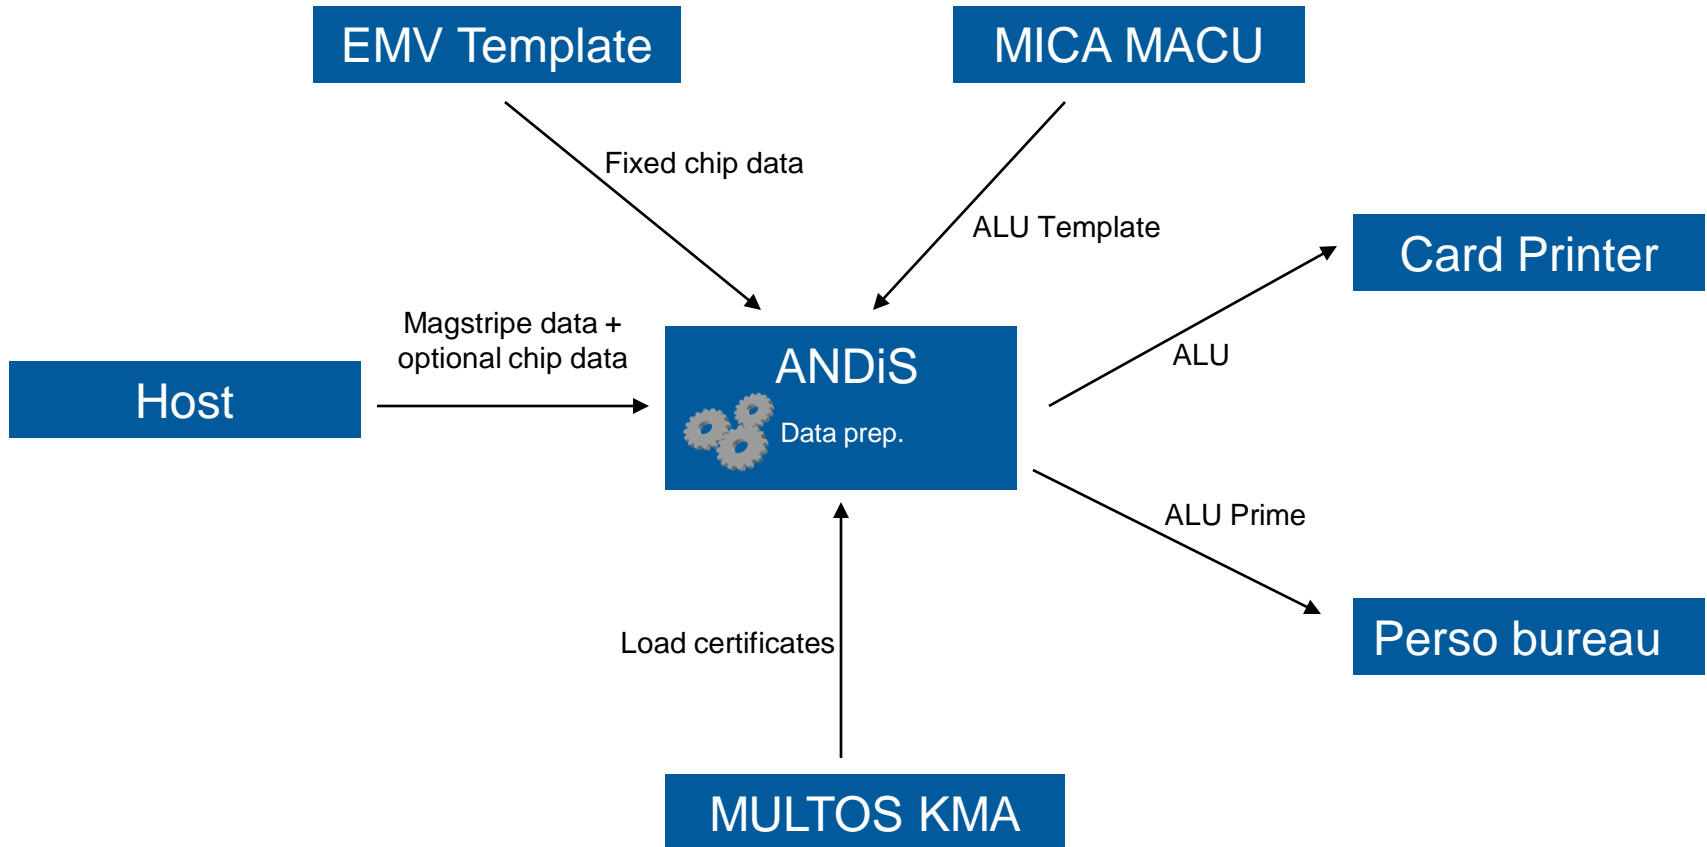 EMV Template
MICA MACU
Fixed chip data
ALU Template
Card Printer
Magstripe data +
optional chip data
ALU
Host
ANDiS
Data prep.
ALU Prime
Load certificates
Perso bureau
MULTOS KMA